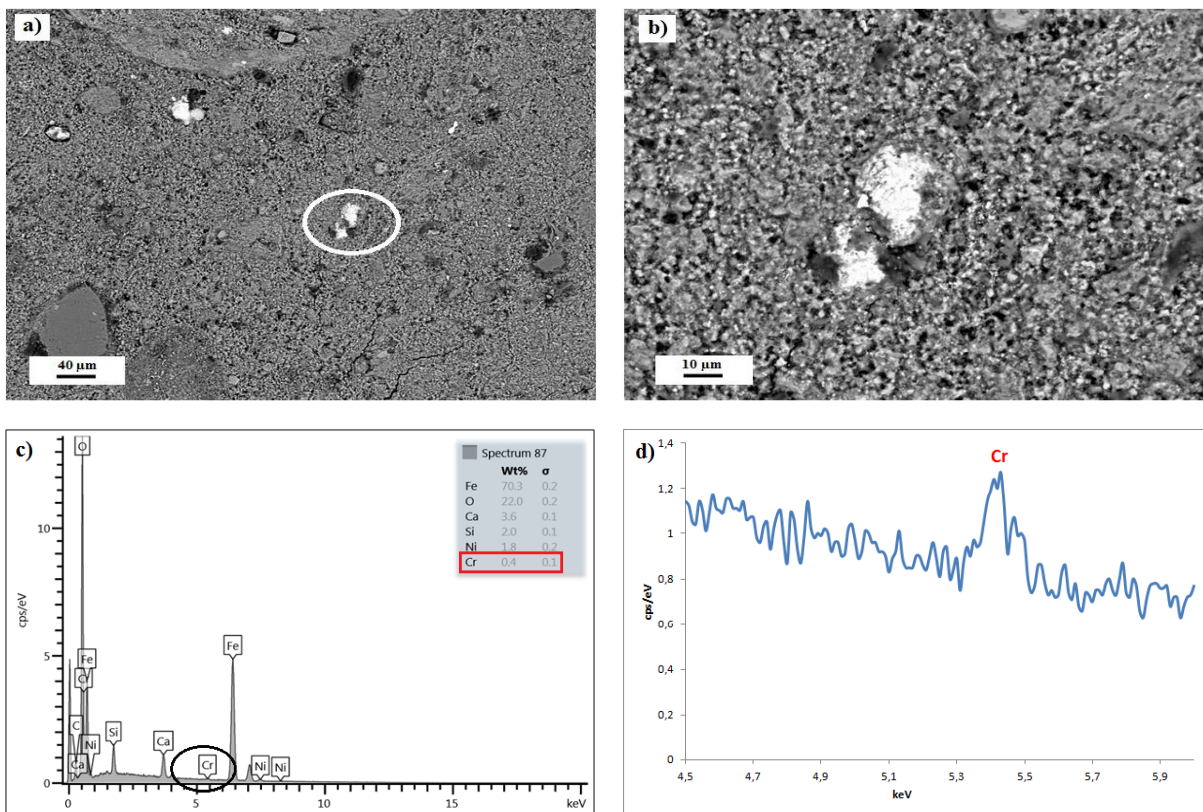 a)
40 µm
b)
10 µm
c)
Spectrum 87
Wt% σ
Fe 70.3 0.2
O 22.0 0.2
Ca 3.6 0.1
Si 2.0 0.1
Ni 1.8 0.2
Cr 0.4 0.1
O
Fe
C
Ni
Ca
Si
Ca
Cr
Fe
Ni
Ni
cps/eV
10
5
0
0 5 10 15 keV
d)
Cr
cps/eV
1,4
1,2
1
0,8
0,6
0,4
0,2
0
4,5 4,7 4,9 5,1 5,3 5,5 5,7 5,9
keV